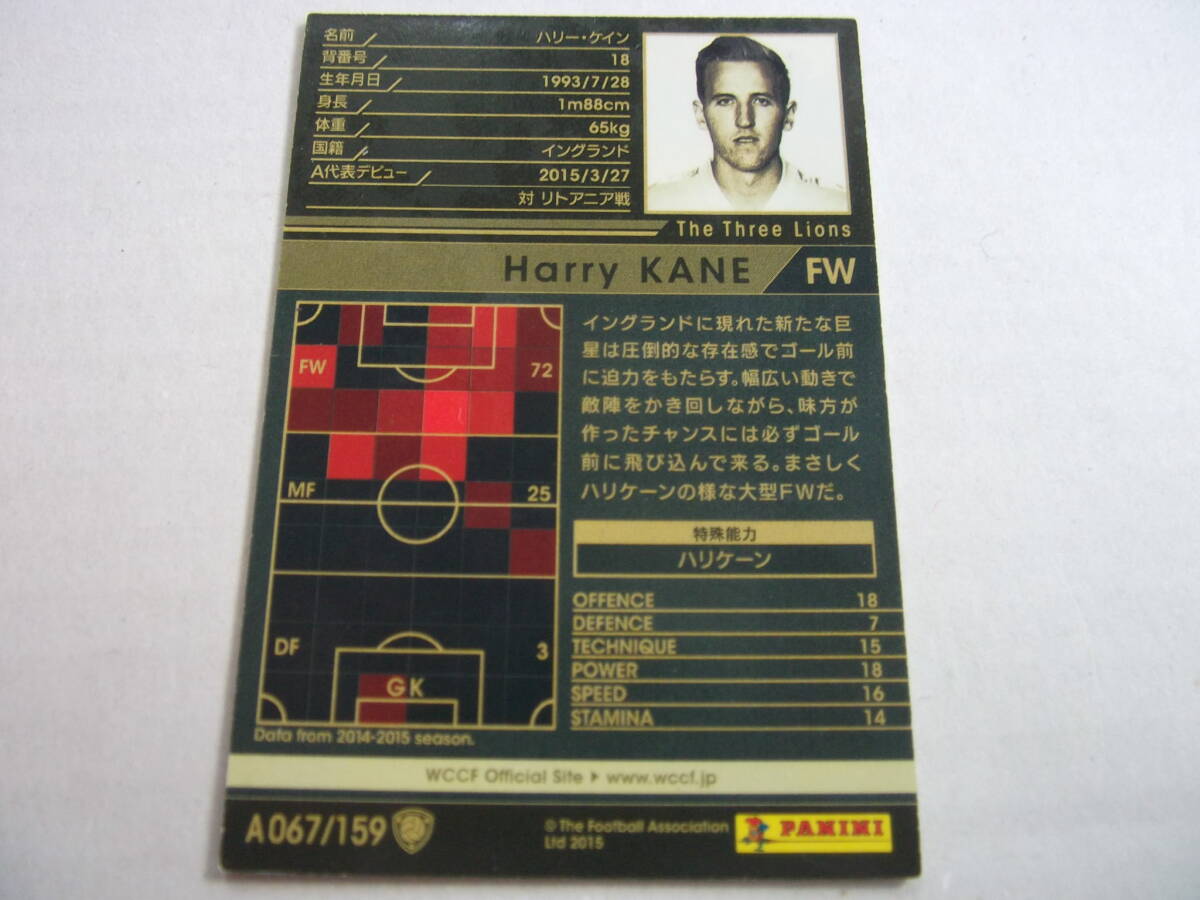 名前 ハリー・ケイン
背番号 18
生年月日 1993/7/28
身長 1m88cm
体重 65kg
国籍 イングランド
A代表デビュー 2015/3/27
対 リトアニア戦
The Three Lions
Harry KANE FW
FW 72
MF 25
DF 3
GK
Data from 2014-2015 season.
イングランドに現れた新たな巨
星は圧倒的な存在感でゴール前
に迫力をもたらす。幅広い動きで
敵陣をかき回しながら、味方が
作ったチャンスには必ずゴール
前に飛び込んで来る。まさしく
ハリケーンの様な大型FWだ。
特殊能力
ハリケーン
OFFENCE 18
DEFENCE 7
TECHNIQUE 15
POWER 18
SPEED 16
STAMINA 14
WCCF Official Site ▶ www.wccf.jp
A067/159
© The Football Association
Ltd 2015
PANINI